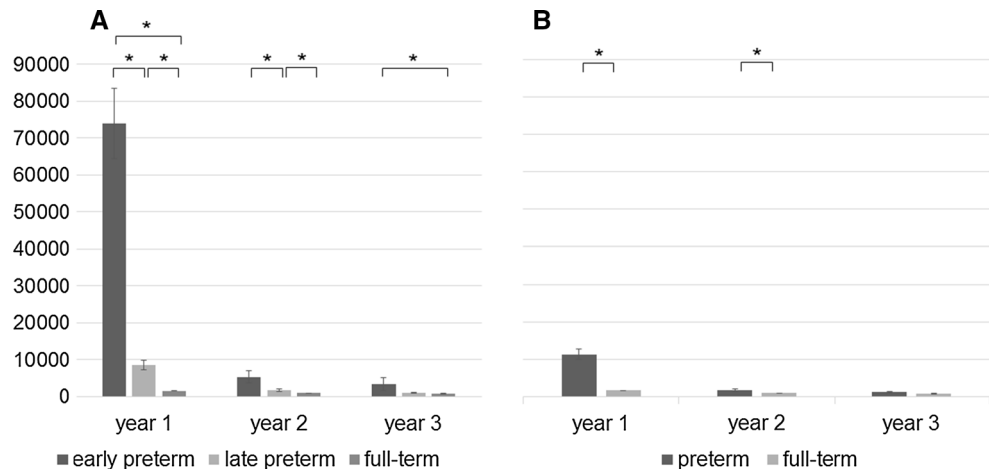 A
B
*
* *
* *
*
*
*
90000
80000
70000
60000
50000
40000
30000
20000
10000
0
year 1 year 2 year 3
year 1 year 2 year 3
early preterm late preterm full-term
preterm full-term